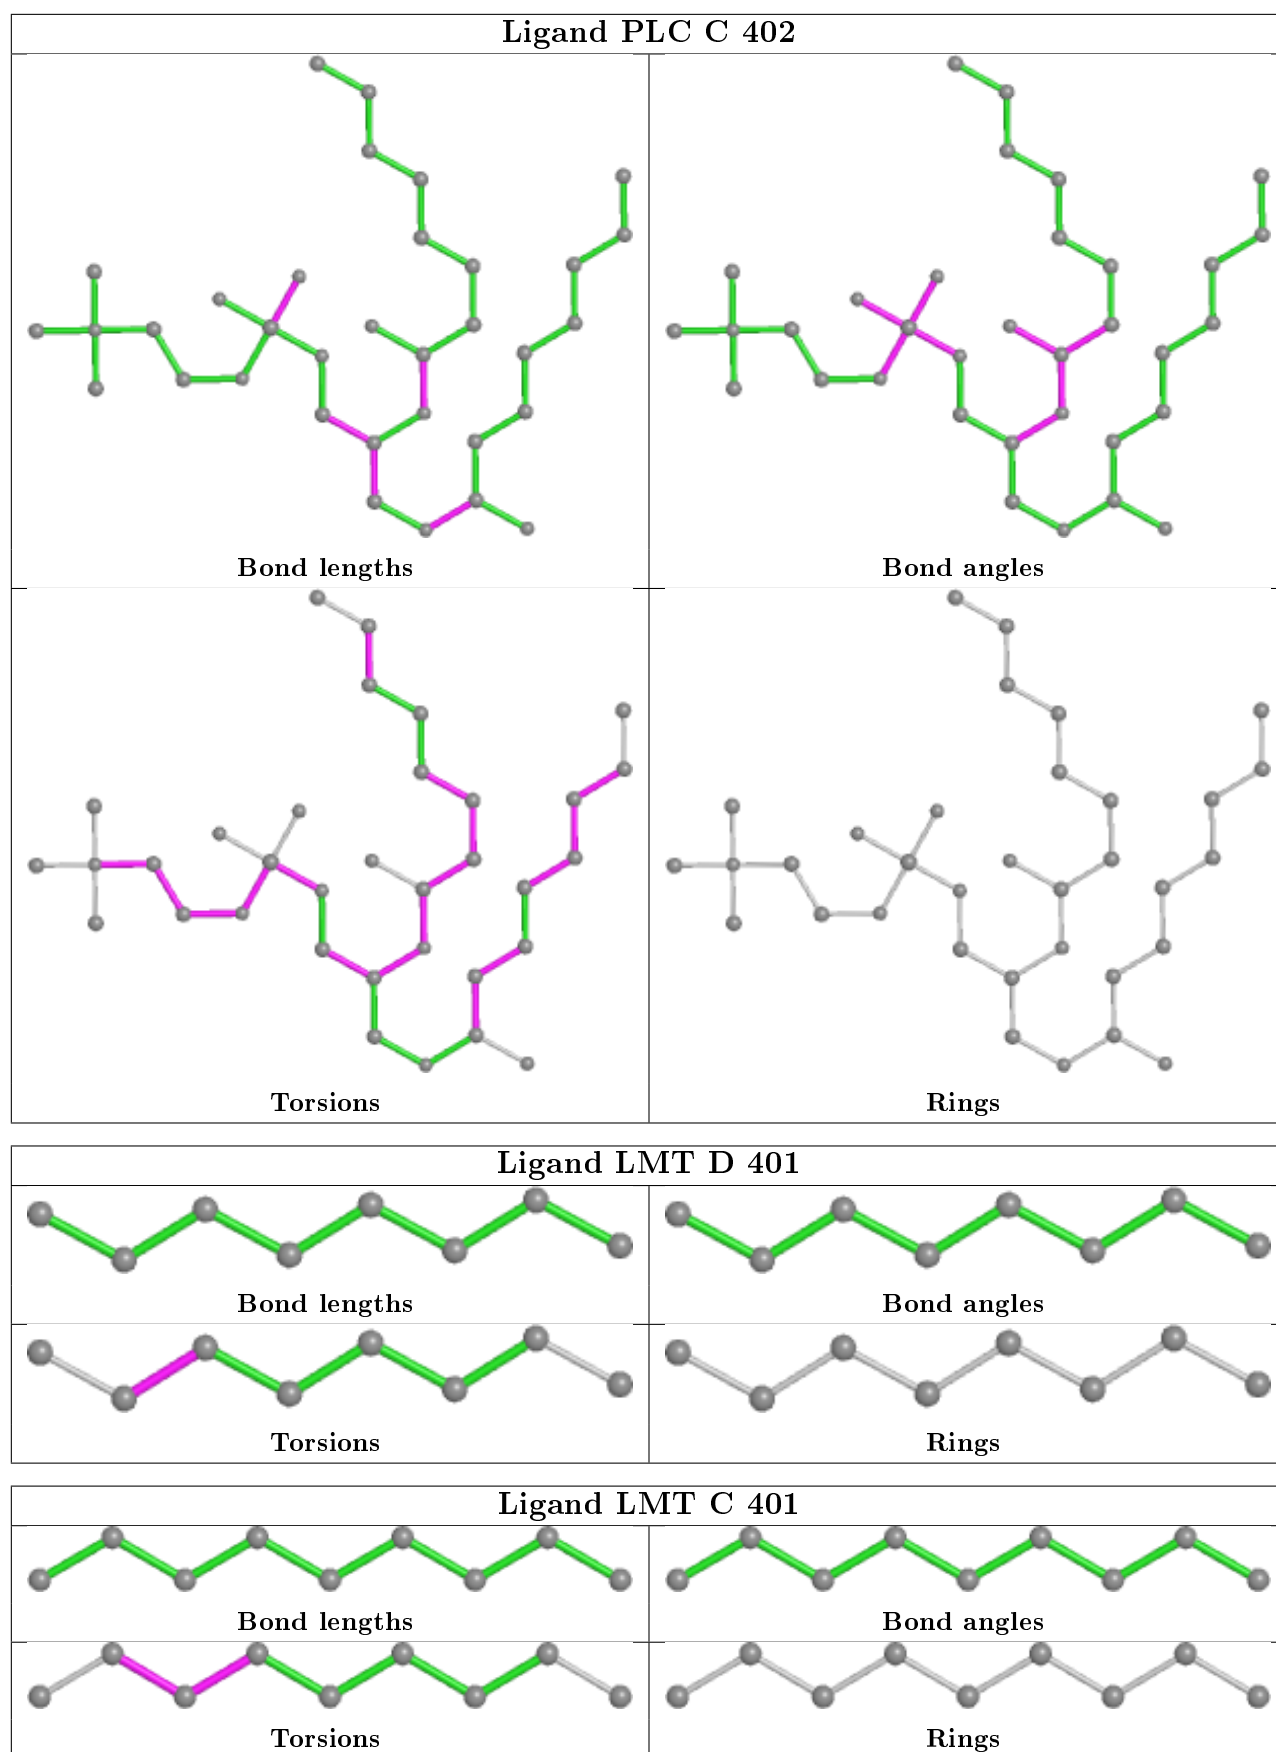 Ligand PLC C 402
Bond lengths
Bond angles
Torsions
Rings
Ligand LMT D 401
Bond lengths
Bond angles
Torsions
Rings
Ligand LMT C 401
Bond lengths
Bond angles
Torsions
Rings